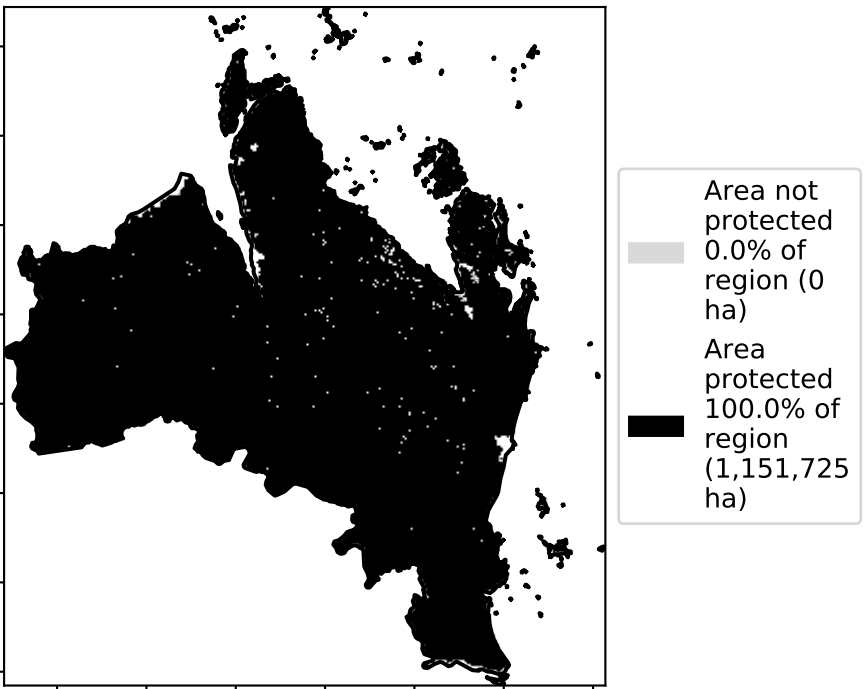 Area not
protected
0.0% of
region (0
ha)
Area
protected
100.0% of
region
(1,151,725
ha)